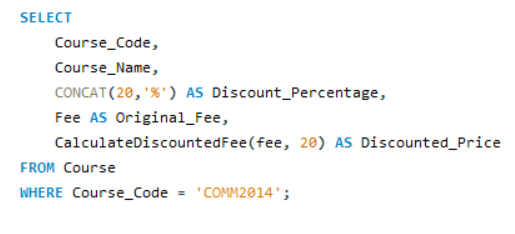 SELECT
Course_Code,
Course_Name,
CONCAT(20,'%') AS Discount_Percentage,
Fee AS Original_Fee,
CalculateDiscountedFee(fee, 20) AS Discounted_Price
FROM Course
WHERE Course_Code = 'COMM2014';